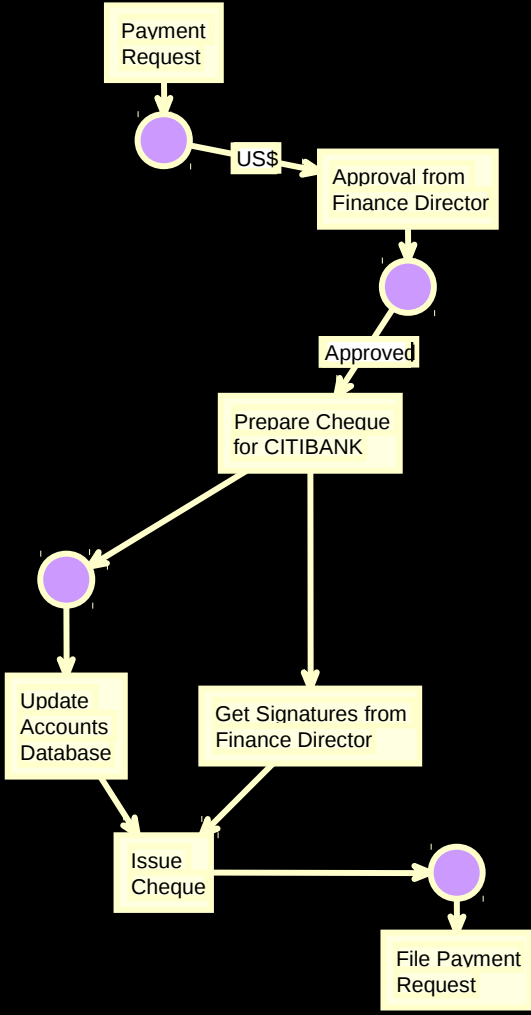 Payment
Request
US$
Approval from
Finance Director
Approved
Prepare Cheque
for CITIBANK
Update
Accounts
Database
Get Signatures from
Finance Director
Issue
Cheque
File Payment
Request